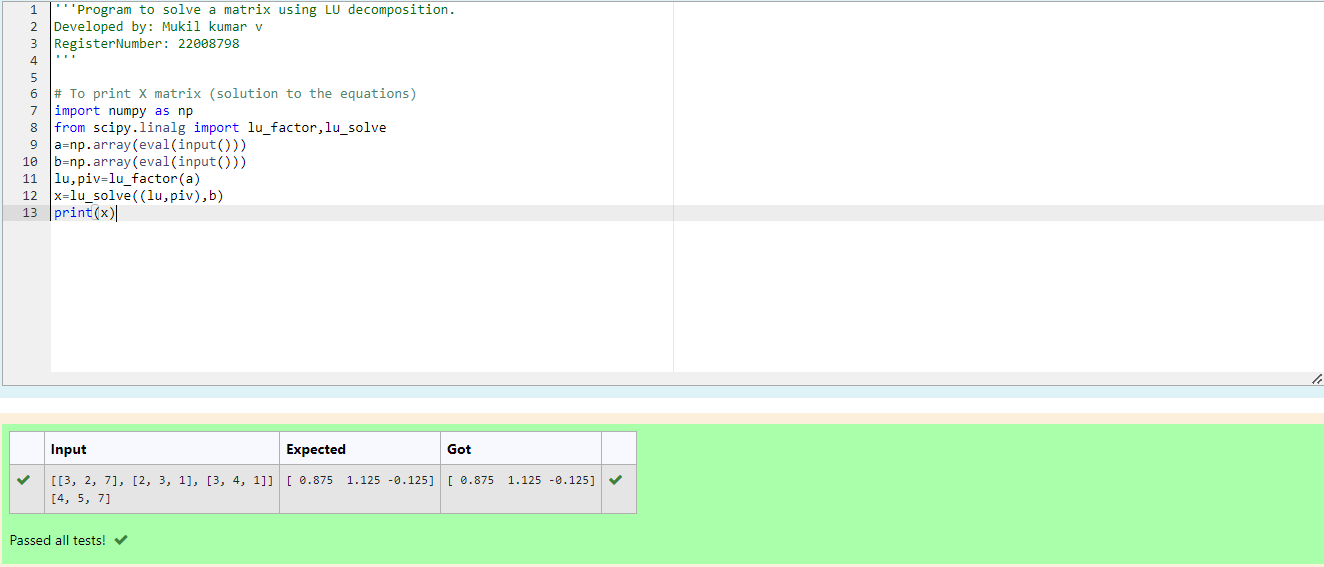 1 '''Program to solve a matrix using LU decomposition.
2 Developed by: Mukil kumar v
3 RegisterNumber: 22008798
4 '''
5
6 # To print X matrix (solution to the equations)
7 import numpy as np
8 from scipy.linalg import lu_factor,lu_solve
9 a=np.array(eval(input()))
10 b=np.array(eval(input()))
11 lu,piv=lu_factor(a)
12 x=lu_solve((lu,piv),b)
13 print(x)
Input Expected Got
[[3, 2, 7], [2, 3, 1], [3, 4, 1]] [ 0.875  1.125 -0.125] [ 0.875  1.125 -0.125]
[4, 5, 7]
Passed all tests!